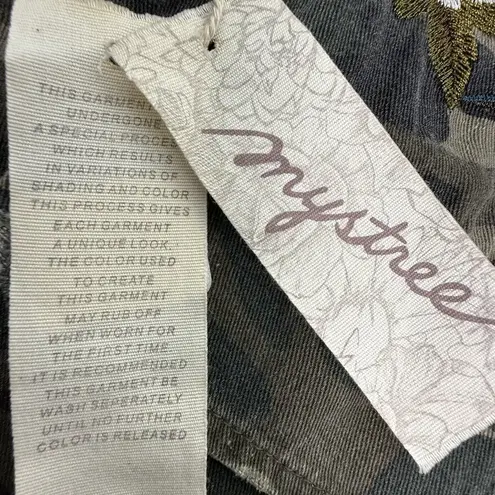 THIS GARMENT
UNDERGONE
A SPECIAL PROCESS
WHICH RESULTS
IN VARIATIONS OF
SHADING AND COLOR
THIS PROCESS GIVES
EACH GARMENT
A UNIQUE LOOK,
THE COLOR USED
TO CREATE
THIS GARMENT
MAY RUB OFF
WHEN WORN FOR
THE FIRST TIME
IT IS RECOMMENDED
THIS GARMENT BE
WASH SEPERATELY
UNTIL NO FURTHER
COLOR IS RELEASED
mystree